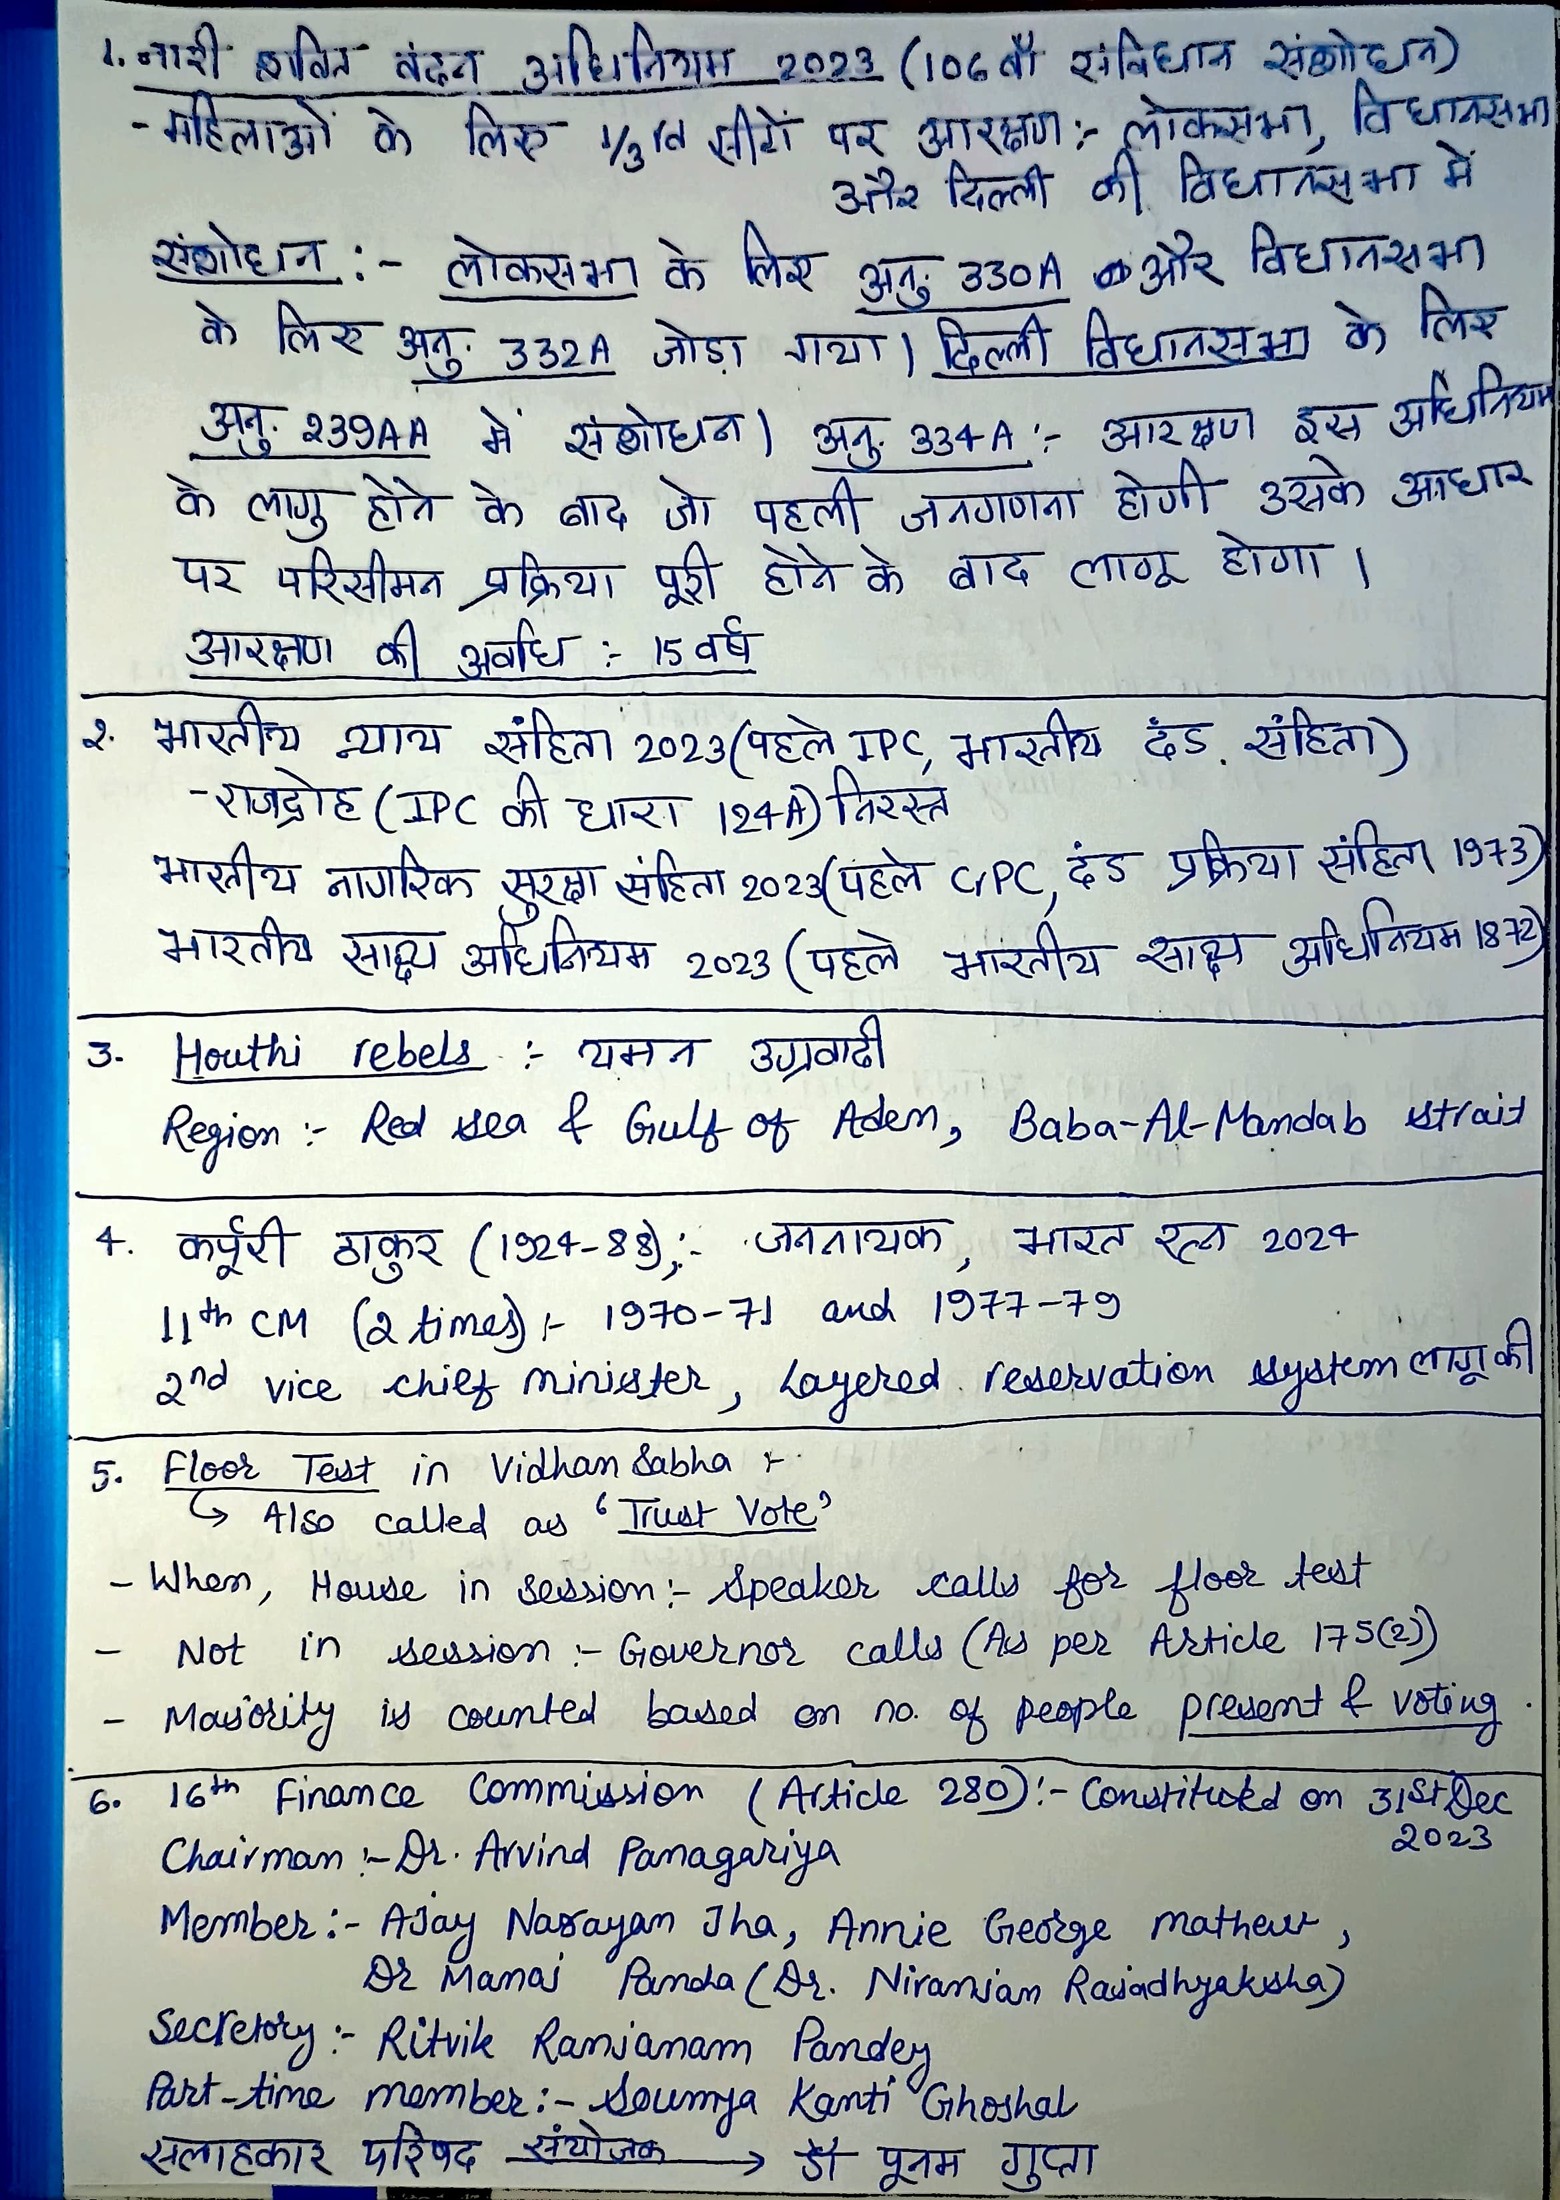 1. नारी शक्ति वंदन अधिनियम 2023 (106वाँ संविधान संशोधन)
- महिलाओं के लिए 1/3rd सीटों पर आरक्षण :- लोकसभा, विधानसभा
और दिल्ली की विधानसभा में
संशोधन :- लोकसभा के लिए अनु. 330A और विधानसभा
के लिए अनु. 332A जोड़ा गया। दिल्ली विधानसभा के लिए
अनु. 239AA में संशोधन। अनु. 334A :- आरक्षण इस अधिनियम
के लागु होने के बाद जो पहली जनगणना होगी उसके आधार
पर परिसीमन प्रक्रिया पूरी होने के बाद लागू होगा।
आरक्षण की अवधि :- 15 वर्ष
2. भारतीय न्याय संहिता 2023 (पहले IPC, भारतीय दंड संहिता)
- राजद्रोह (IPC की धारा 124A) निरस्त
भारतीय नागरिक सुरक्षा संहिता 2023 (पहले CrPC, दंड प्रक्रिया संहिता 1973)
भारतीय साक्ष्य अधिनियम 2023 (पहले भारतीय साक्ष्य अधिनियम 1872)
3. Houthi rebels :- यमन उग्रवादी
Region :- Red sea & Gulf of Aden, Baba-Al-Mandab strait
4. कर्पूरी ठाकुर (1924-88) :- जननायक, भारत रत्न 2024
11th CM (2 times) :- 1970-71 and 1977-79
2nd vice chief minister, Layered reservation system लागू की
5. Floor Test in Vidhan Sabha :-
↳ Also called as 'Trust Vote'
- When, House in session :- Speaker calls for floor test
- Not in session :- Governor calls (As per Article 175(2))
- Majority is counted based on no. of people present & voting.
6. 16th Finance Commission (Article 280) :- Constituted on 31st Dec
2023
Chairman :- Dr. Arvind Panagariya
Member :- Ajay Narayan Jha, Annie George Mathew,
Dr Manoj Panda (Dr. Niranjan Rajadhyaksha)
Secretory :- Ritvik Ranjanam Pandey
Part-time member :- Soumya Kanti Ghoshal
सलाहकार परिषद संयोजक → डॉ पूनम गुप्ता